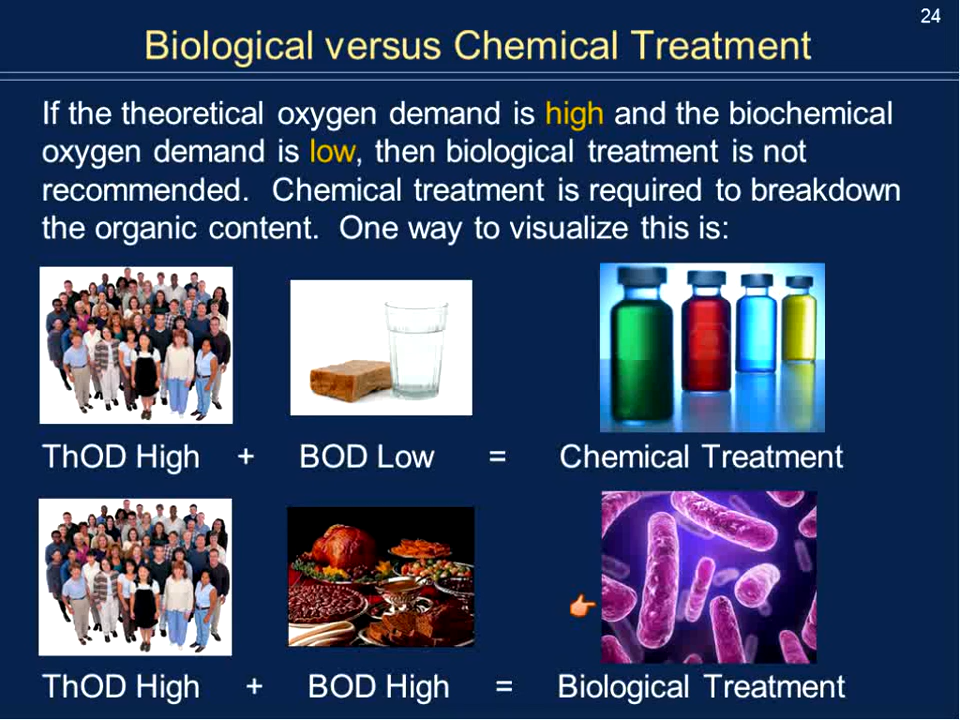 24
Biological versus Chemical Treatment
If the theoretical oxygen demand is high and the biochemical
oxygen demand is low, then biological treatment is not
recommended. Chemical treatment is required to breakdown
the organic content. One way to visualize this is:
ThOD High + BOD Low = Chemical Treatment
ThOD High + BOD High = Biological Treatment